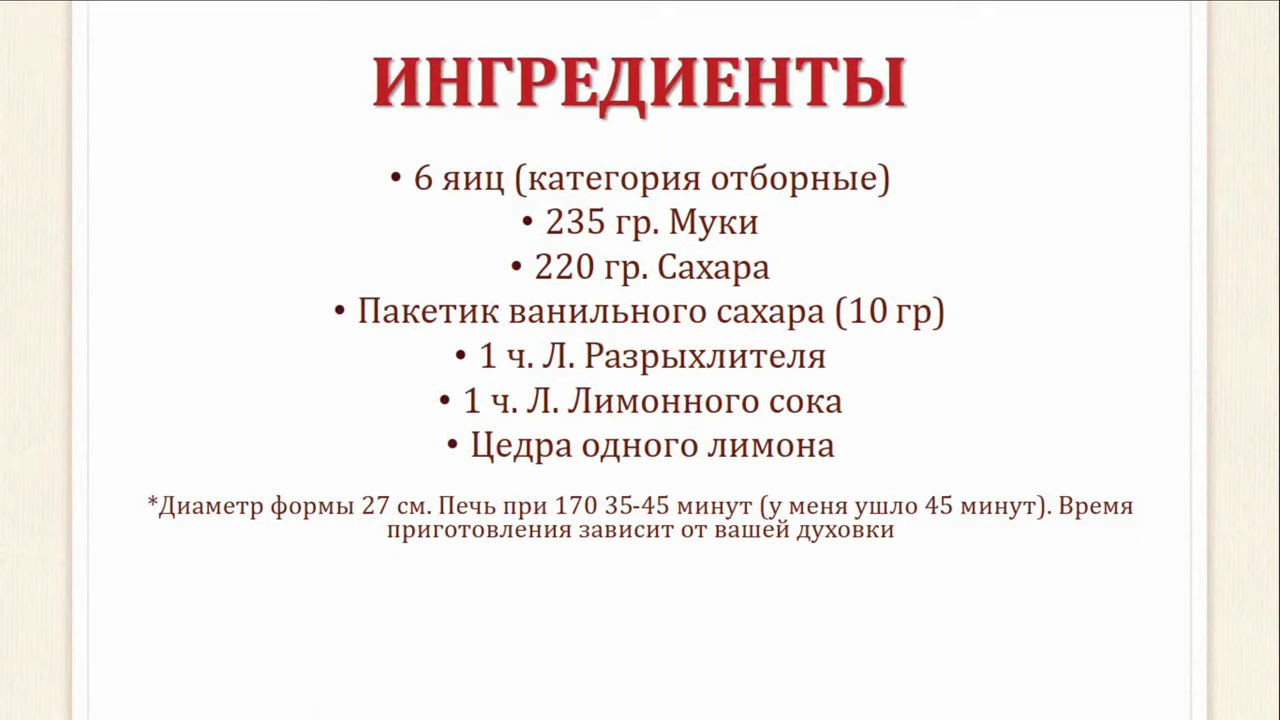 ИНГРЕДИЕНТЫ
• 6 яиц (категория отборные)
• 235 гр. Муки
• 220 гр. Сахара
• Пакетик ванильного сахара (10 гр)
• 1 ч. Л. Разрыхлителя
• 1 ч. Л. Лимонного сока
• Цедра одного лимона
*Диаметр формы 27 см. Печь при 170 35-45 минут (у меня ушло 45 минут). Время
приготовления зависит от вашей духовки